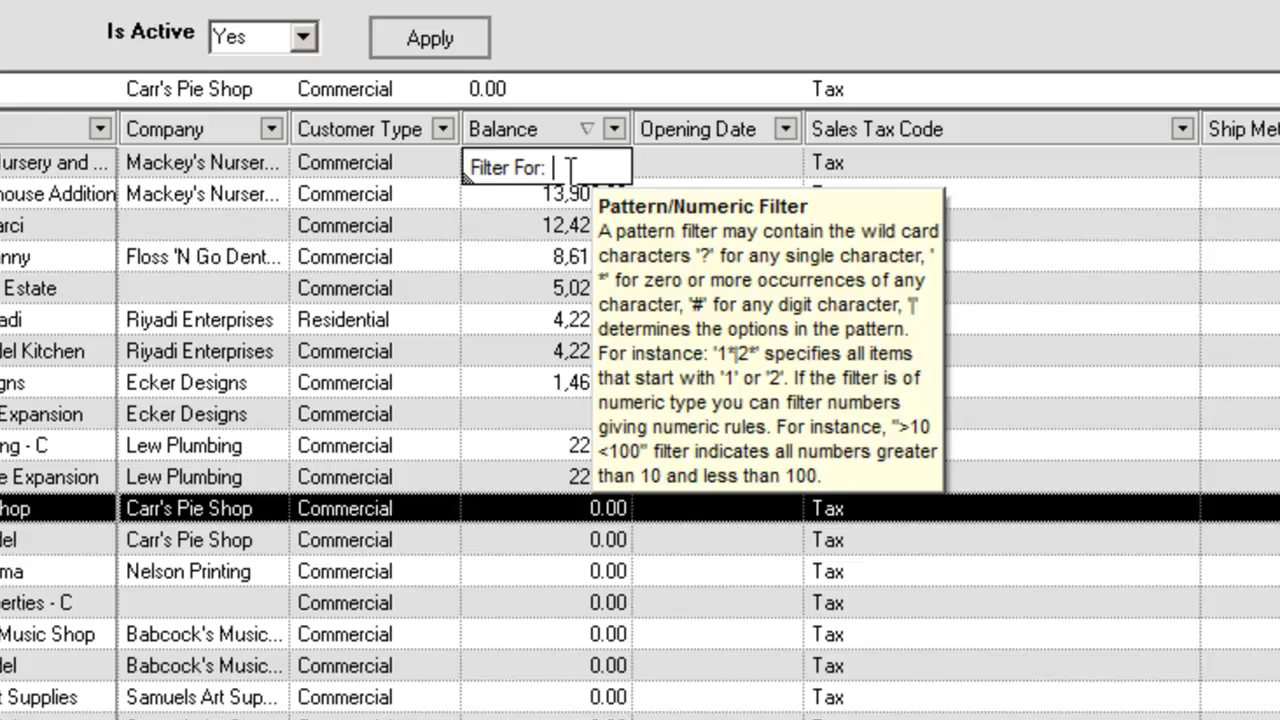 Is Active Yes Apply
Carr's Pie Shop Commercial 0.00 Tax
Company Customer Type Balance Opening Date Sales Tax Code Ship Met
Nursery and ... Mackey's Nurser... Commercial Filter For: Tax
house Addition Mackey's Nurser... Commercial 13,90
arci Commercial 12,42
nny Floss 'N Go Dent... Commercial 8,61
Estate Commercial 5,02
adi Riyadi Enterprises Residential 4,22
el Kitchen Riyadi Enterprises Commercial 4,22
gns Ecker Designs Commercial 1,46
Expansion Ecker Designs Commercial
ng - C Lew Plumbing Commercial 22
e Expansion Lew Plumbing Commercial 22
Pattern/Numeric Filter
A pattern filter may contain the wild card
characters '?' for any single character, '
*' for zero or more occurrences of any
character, '#' for any digit character, '|'
determines the options in the pattern.
For instance: '1*|2*' specifies all items
that start with '1' or '2'. If the filter is of
numeric type you can filter numbers
giving numeric rules. For instance, ">10
<100" filter indicates all numbers greater
than 10 and less than 100.
hop Carr's Pie Shop Commercial 0.00 Tax
del Carr's Pie Shop Commercial 0.00 Tax
ma Nelson Printing Commercial 0.00 Tax
erties - C Commercial 0.00 Tax
Music Shop Babcock's Music... Commercial 0.00 Tax
del Babcock's Music... Commercial 0.00 Tax
t Supplies Samuels Art Sup... Commercial 0.00 Tax